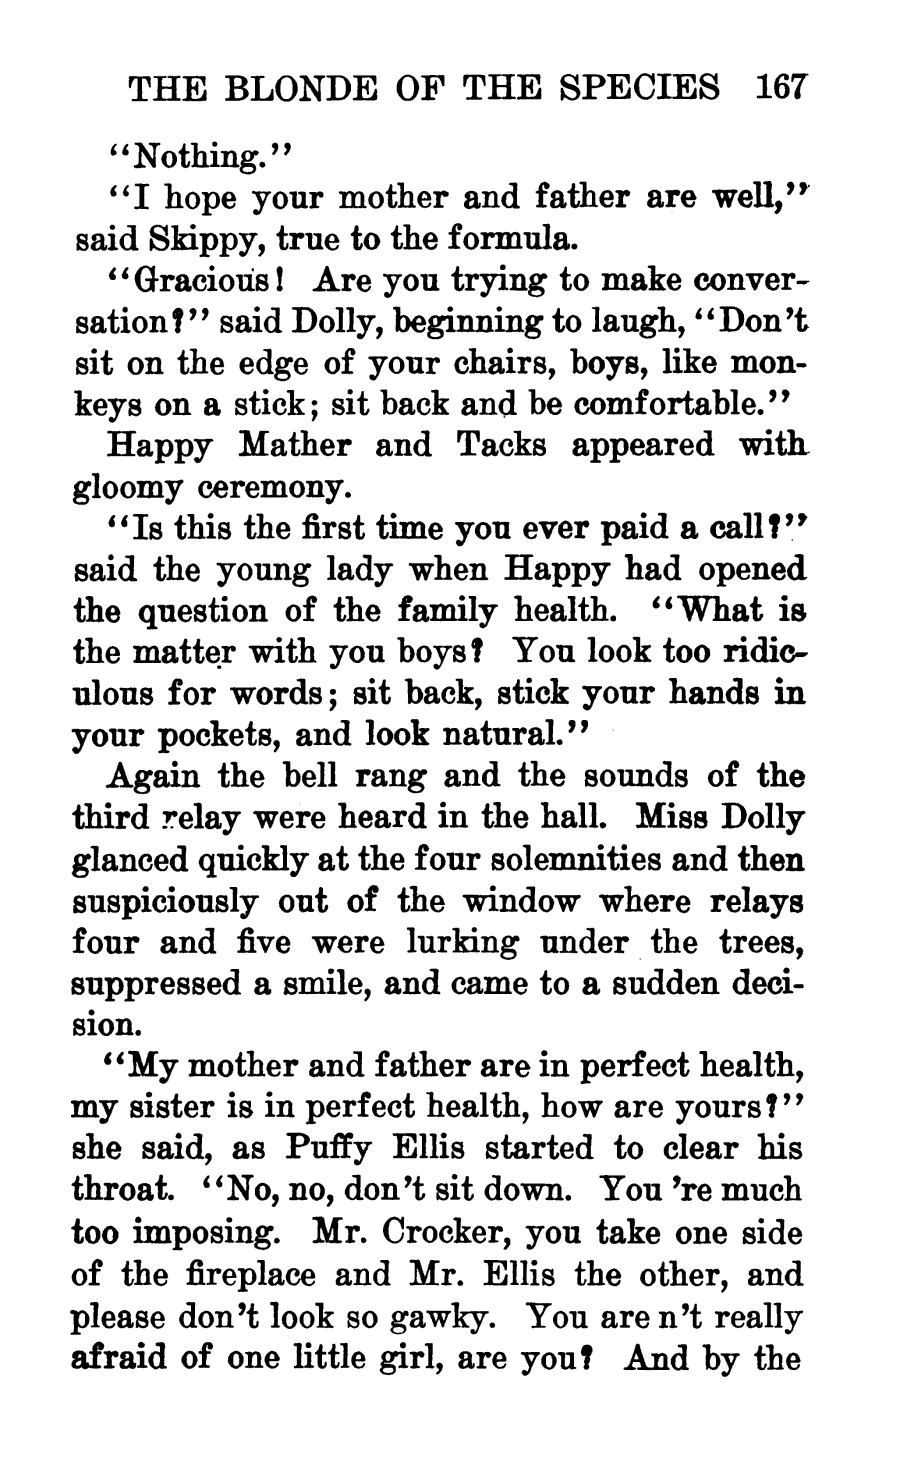 THE BLONDE OF THE SPECIES 167
"Nothing."
"I hope your mother and father are well,"
said Skippy, true to the formula.
"Gracious! Are you trying to make conver-
sation?" said Dolly, beginning to laugh, "Don't
sit on the edge of your chairs, boys, like mon-
keys on a stick; sit back and be comfortable."
Happy Mather and Tacks appeared with
gloomy ceremony.
"Is this the first time you ever paid a call?"
said the young lady when Happy had opened
the question of the family health. "What is
the matter with you boys? You look too ridic-
ulous for words; sit back, stick your hands in
your pockets, and look natural."
Again the bell rang and the sounds of the
third relay were heard in the hall. Miss Dolly
glanced quickly at the four solemnities and then
suspiciously out of the window where relays
four and five were lurking under the trees,
suppressed a smile, and came to a sudden deci-
sion.
"My mother and father are in perfect health,
my sister is in perfect health, how are yours?"
she said, as Puffy Ellis started to clear his
throat. "No, no, don't sit down. You 're much
too imposing. Mr. Crocker, you take one side
of the fireplace and Mr. Ellis the other, and
please don't look so gawky. You are n't really
afraid of one little girl, are you? And by the